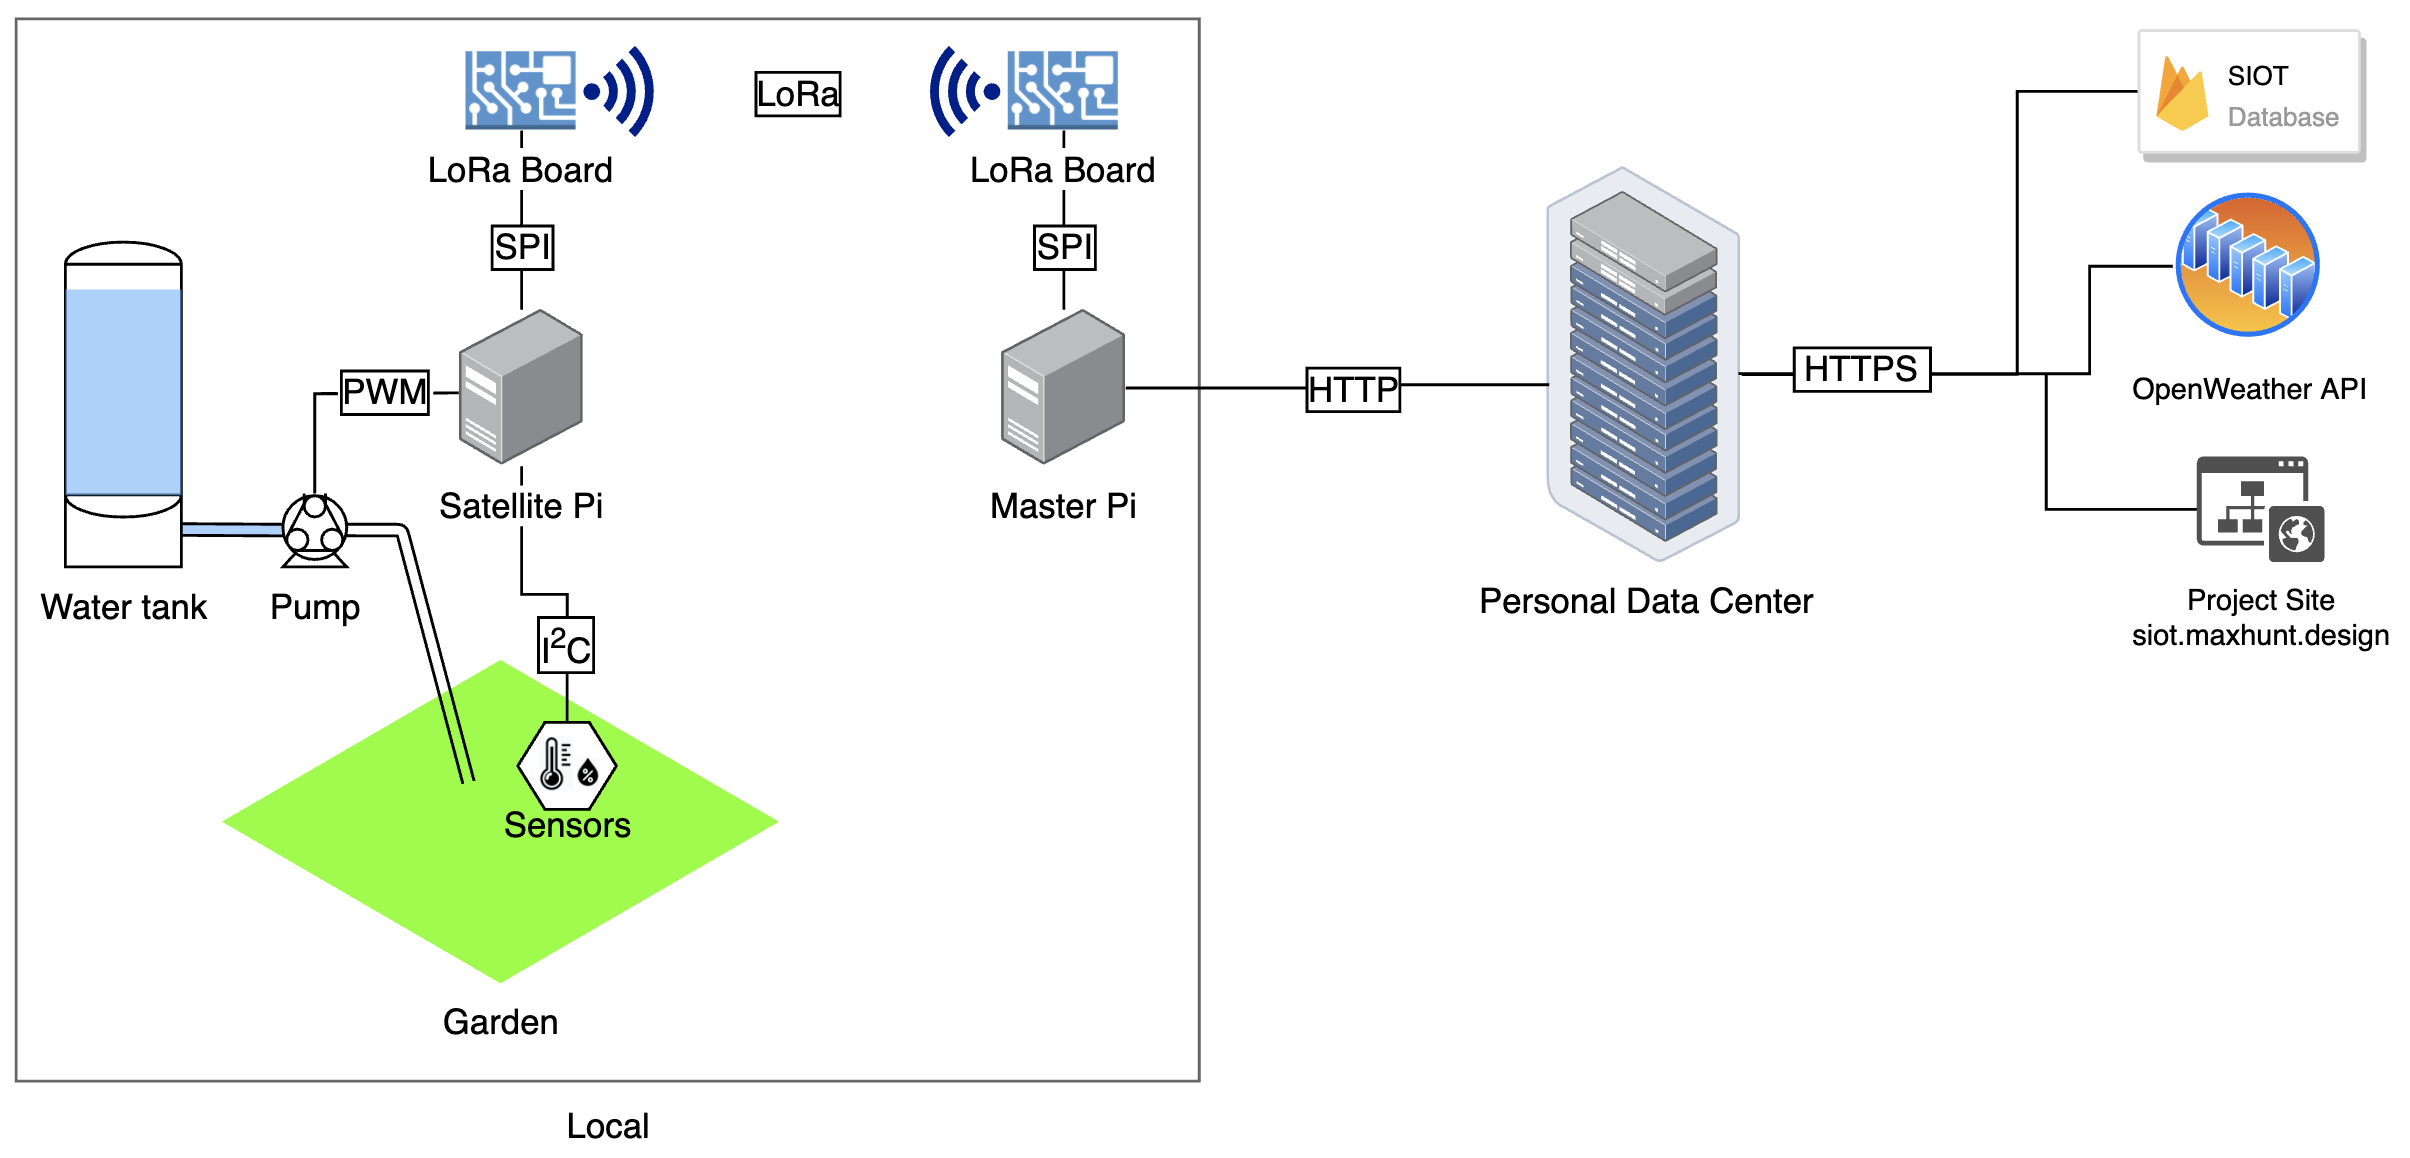 LoRa
LoRa Board
LoRa Board
SPI
SPI
PWM
Satellite Pi
Master Pi
Water tank
Pump
I²C
%
Sensors
Garden
Local
HTTP
Personal Data Center
HTTPS
SIOT
Database
OpenWeather API
Project Site
siot.maxhunt.design